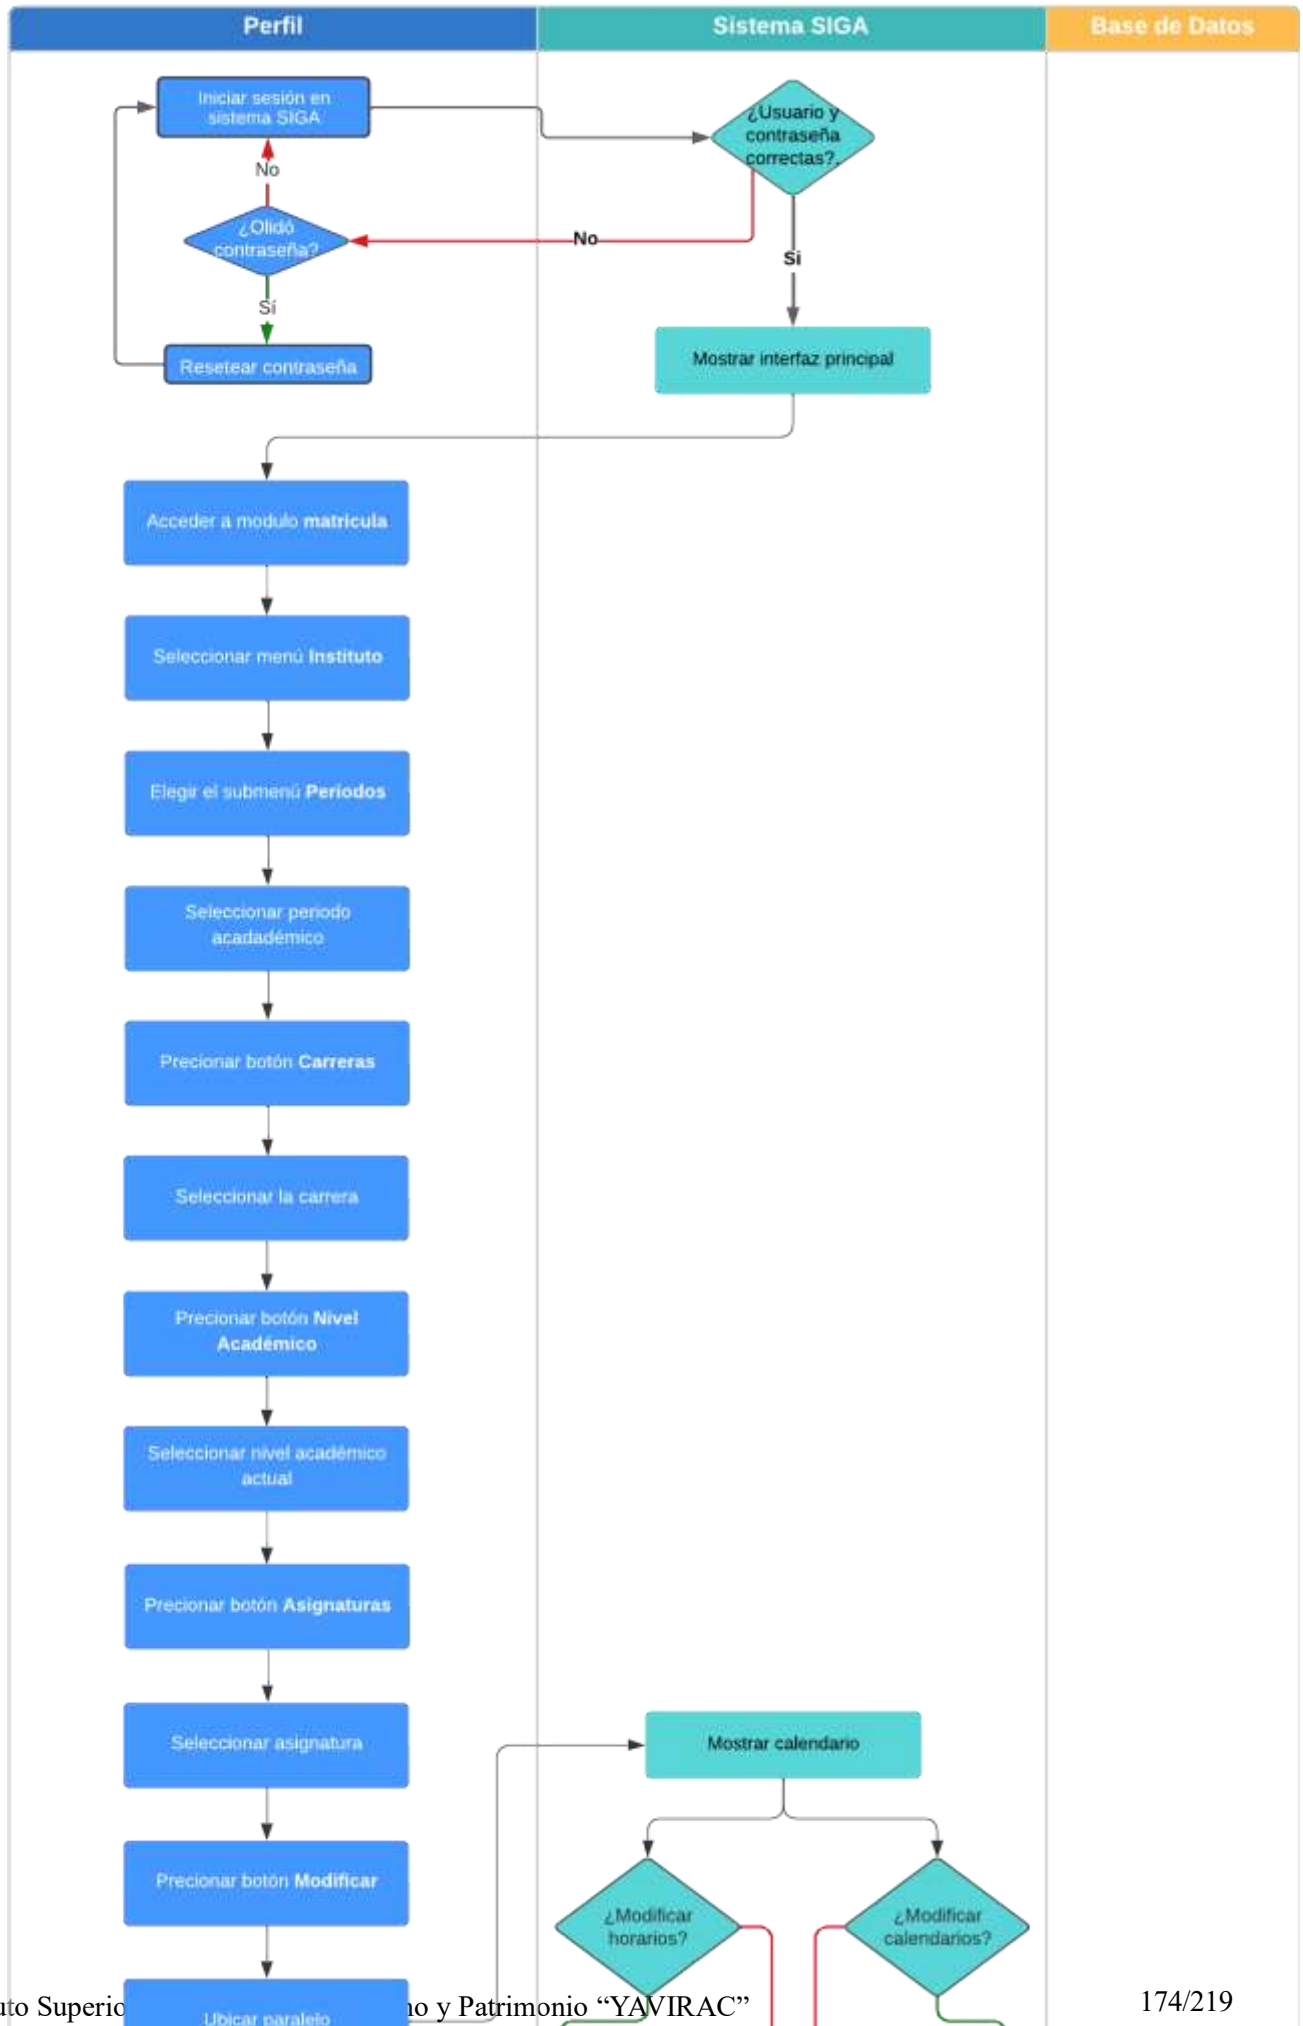 Perfil
Sistema SIGA
Base de Datos
Iniciar sesión en
sistema SIGA
¿Usuario y
contraseña
correctas?.
No
¿Olidó
contraseña?
No
Si
Sí
Resetear contraseña
Mostrar interfaz principal
Acceder a modulo matricula
Seleccionar menú Instituto
Elegir el submenú Periodos
Seleccionar periodo
acadadémico
Precionar botón Carreras
Seleccionar la carrera
Precionar botón Nivel
Académico
Seleccionar nivel académico
actual
Precionar botón Asignaturas
Seleccionar asignatura
Mostrar calendario
Precionar botón Modificar
¿Modificar
horarios?
¿Modificar
calendarios?
Ubicar paralelo
uto Superio
no y Patrimonio “YAVIRAC”
174/219